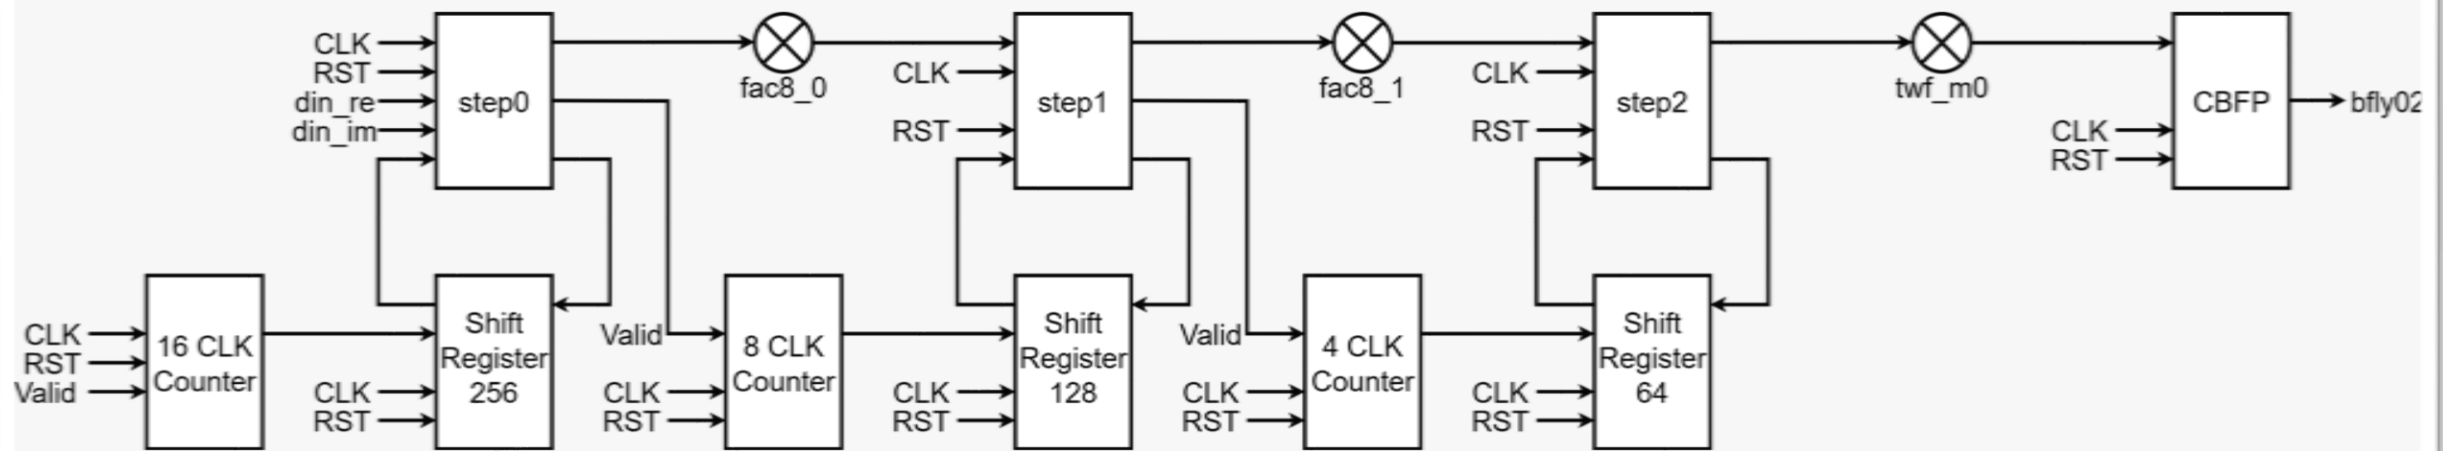 CLK
RST
din_re
din_im
step0
fac8_0
CLK
RST
step1
fac8_1
CLK
RST
step2
twf_m0
CLK
RST
CBFP
bfly02
CLK
RST
Valid
16 CLK
Counter
CLK
RST
Shift
Register
256
Valid
CLK
RST
8 CLK
Counter
CLK
RST
Shift
Register
128
Valid
CLK
RST
4 CLK
Counter
CLK
RST
Shift
Register
64